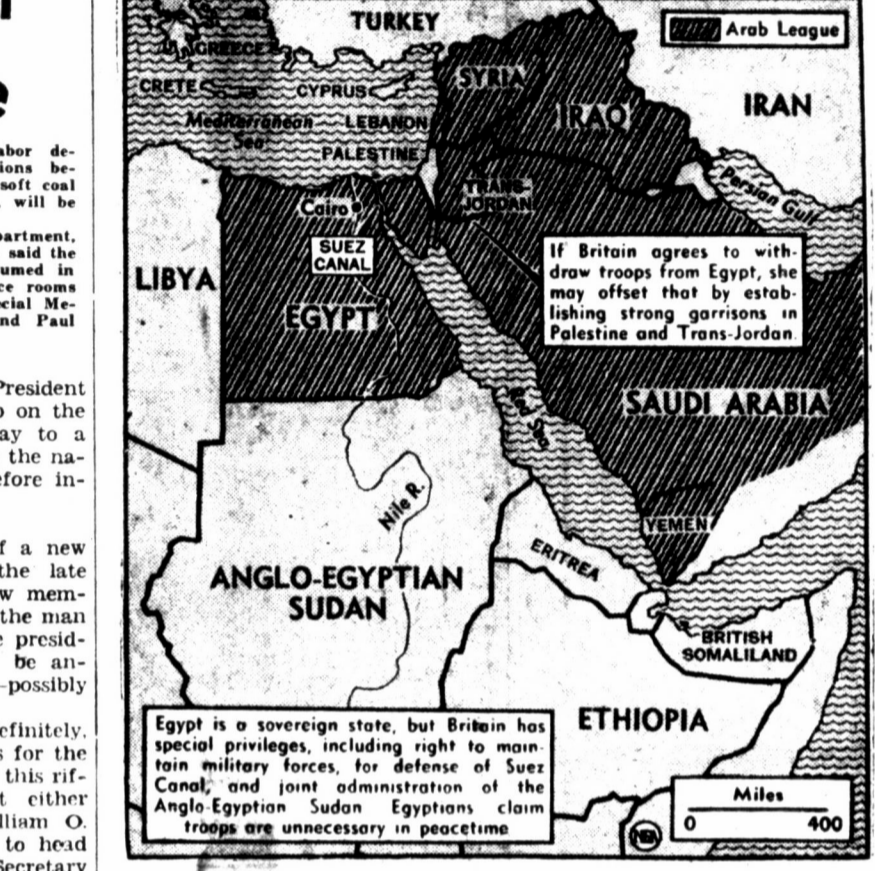 abor de-
ions be-
soft coal
will be
partment,
said the
umed in
ce rooms
cial Me-
nd Paul
President
o on the
ay to a
the na-
efore in-
f a new
the late
w mem-
the man
e presid-
be an-
-possibly
efinitely.
s for the
this rif-
t either
lliam O.
to head
Secretary
TURKEY
Arab League
GREECE
SYRIA
CRETE
CYPRUS
IRAN
IRAQ
Mediterranean
Sea
LEBANON
PALESTINE
Persian Gulf
TRANS-
JORDAN
Cairo
SUEZ
CANAL
LIBYA
If Britain agrees to with-
draw troops from Egypt, she
may offset that by estab-
lishing strong garrisons in
Palestine and Trans-Jordan
EGYPT
Red Sea
SAUDI ARABIA
Nile R.
YEMEN
ERITREA
ANGLO-EGYPTIAN
SUDAN
BRITISH
SOMALILAND
ETHIOPIA
Egypt is a sovereign state, but Britain has
special privileges, including right to main-
tain military forces, for defense of Suez
Canal, and joint administration of the
Anglo-Egyptian Sudan Egyptians claim
troops are unnecessary in peacetime
Miles
0 400
NEA